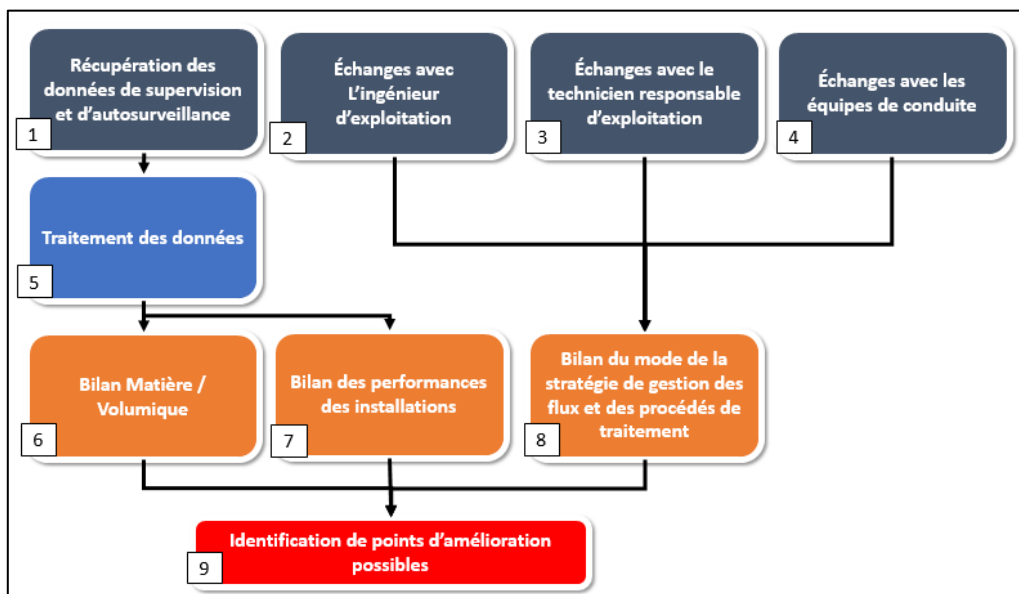 Récupération des
données de supervision
et d'autosurveillance
1
Échanges avec
L'ingénieur
d'exploitation
2
Échanges avec le
technicien responsable
d'exploitation
3
Échanges avec les
équipes de conduite
4
Traitement des données
5
Bilan Matière /
Volumique
6
Bilan des performances
des installations
7
Bilan du mode de la
stratégie de gestion des
flux et des procédés de
traitement
8
Identification de points d'amélioration
possibles
9